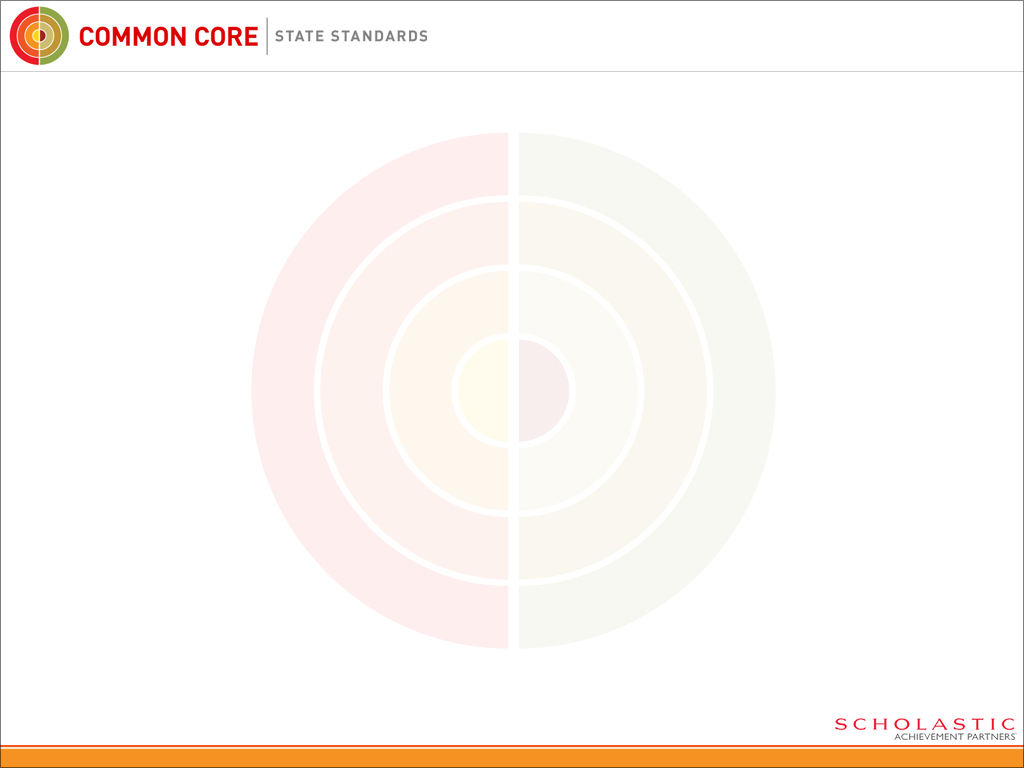 COMMON CORE STATE STANDARDS
SCHOLASTIC
ACHIEVEMENT PARTNERS